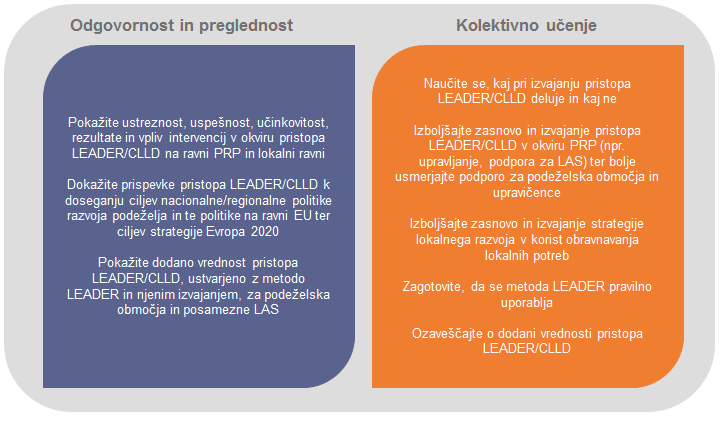 Odgovornost in preglednost
Pokažite ustreznost, uspešnost, učinkovitost,
rezultate in vpliv intervencij v okviru pristopa
LEADER/CLLD na ravni PRP in lokalni ravni
Dokažite prispevke pristopa LEADER/CLLD k
doseganju ciljev nacionalne/regionalne politike
razvoja podeželja in te politike na ravni EU ter
ciljev strategije Evropa 2020
Pokažite dodano vrednost pristopa
LEADER/CLLD, ustvarjeno z metodo
LEADER in njenim izvajanjem, za podeželska
območja in posamezne LAS
Kolektivno učenje
Naučite se, kaj pri izvajanju pristopa
LEADER/CLLD deluje in kaj ne
Izboljšajte zasnovo in izvajanje pristopa
LEADER/CLLD v okviru PRP (npr.
upravljanje, podpora za LAS) ter bolje
usmerjajte podporo za podeželska območja in
upravičence
Izboljšajte zasnovo in izvajanje strategije
lokalnega razvoja v korist obravnavanja
lokalnih potreb
Zagotovite, da se metoda LEADER pravilno
uporablja
Ozaveščajte o dodani vrednosti pristopa
LEADER/CLLD